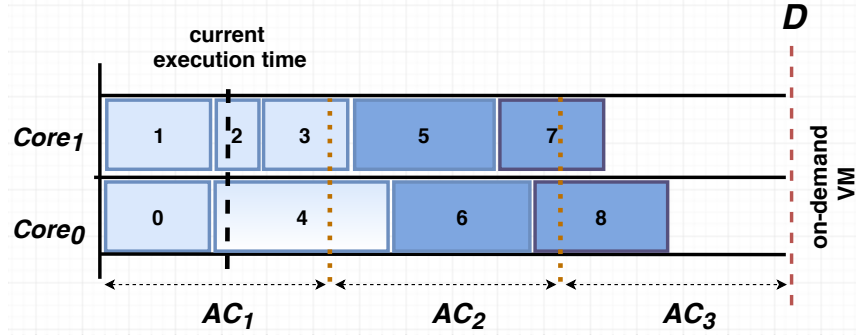 D
current
execution time
Core1
1
2
3
5
7
Core0
0
4
6
8
on-demand
VM
AC1
AC2
AC3